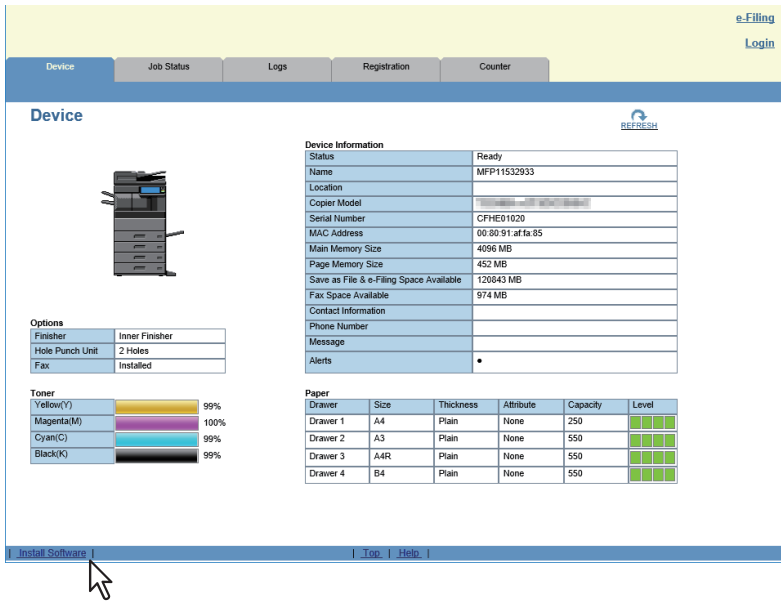 e-Filing
Login
Device Job Status Logs Registration Counter
Device
REFRESH
Device Information
Status Ready
Name MFP11532933
Location
Copier Model
Serial Number CFHE01020
MAC Address 00:80:91:af:fa:85
Main Memory Size 4096 MB
Page Memory Size 452 MB
Save as File & e-Filing Space Available 120843 MB
Fax Space Available 974 MB
Contact Information
Phone Number
Message
Alerts ●
Options
Finisher Inner Finisher
Hole Punch Unit 2 Holes
Fax Installed
Toner
Yellow(Y) 99%
Magenta(M) 100%
Cyan(C) 99%
Black(K) 99%
Paper
Drawer Size Thickness Attribute Capacity Level
Drawer 1 A4 Plain None 250
Drawer 2 A3 Plain None 550
Drawer 3 A4R Plain None 550
Drawer 4 B4 Plain None 550
| Install Software | | Top | Help |